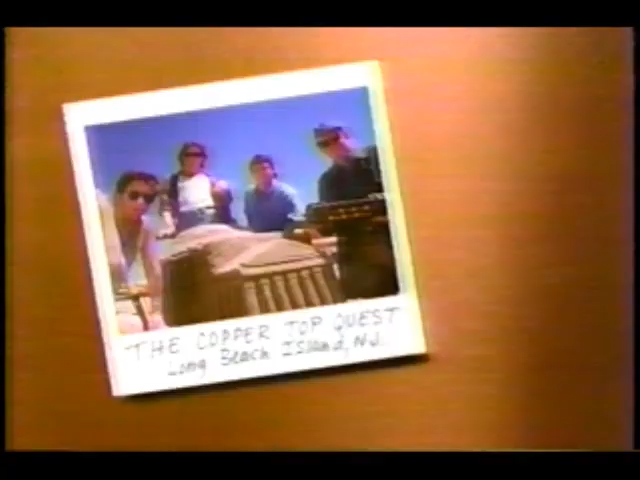 THE COPPER TOP QUEST
Long Beach Island, NJ.